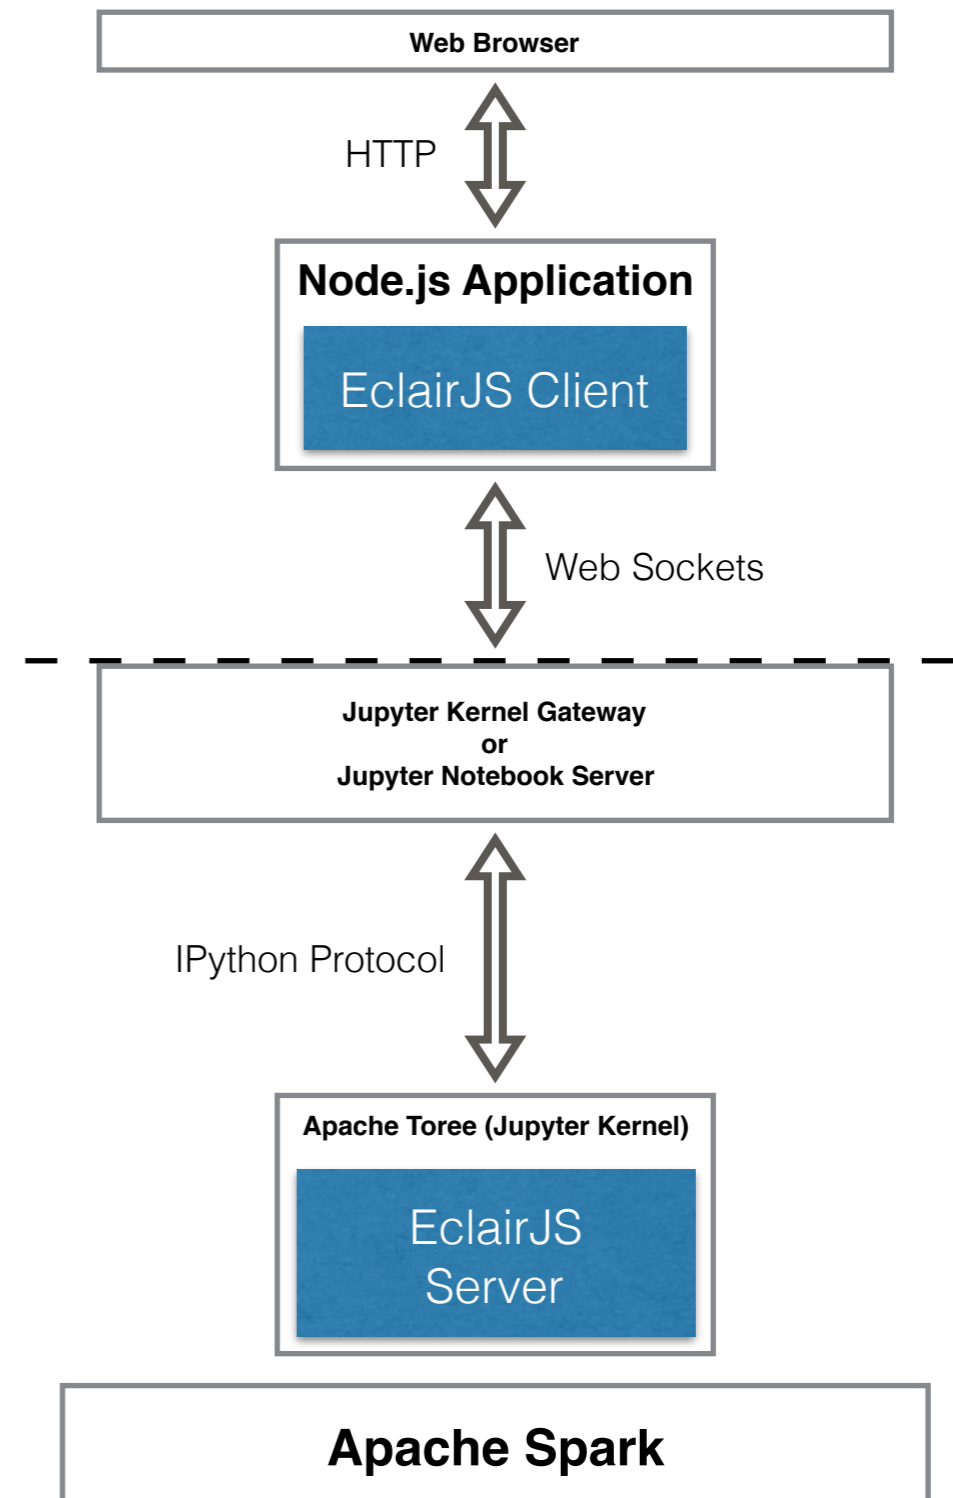 Web Browser
HTTP
Node.js Application
EclairJS Client
Web Sockets
Jupyter Kernel Gateway
or
Jupyter Notebook Server
IPython Protocol
Apache Toree (Jupyter Kernel)
EclairJS
Server
Apache Spark